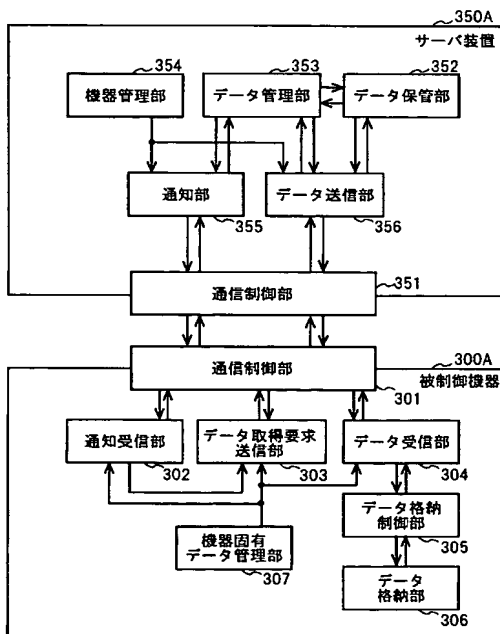 350A
サーバ装置
354
353
352
機器管理部
データ管理部
データ保管部
通知部
データ送信部
355
356
351
通信制御部
300A
通信制御部
被制御機器
301
通知受信部
データ取得要求
送信部
データ受信部
302
303
304
データ格納
制御部
305
機器固有
データ管理部
307
データ
格納部
306